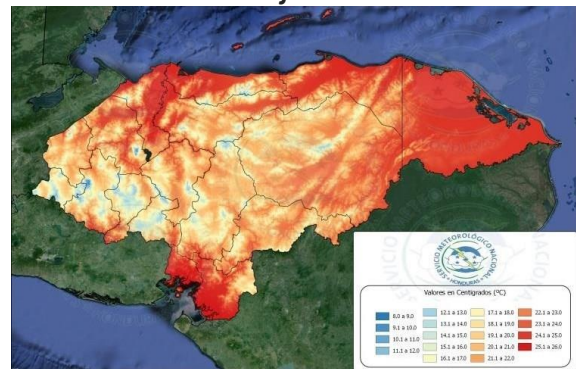 SERVICIO METEOROLÓGICO NACIONAL
HONDURAS
Valores en Centigrados (ºC)
8.0 a 9.0
9.1 a 10.0
10.1 a 11.0
11.1 a 12.0
12.1 a 13.0
13.1 a 14.0
14.1 a 15.0
15.1 a 16.0
16.1 a 17.0
17.1 a 18.0
18.1 a 19.0
19.1 a 20.0
20.1 a 21.0
21.1 a 22.0
22.1 a 23.0
23.1 a 24.0
24.1 a 25.0
25.1 a 26.0